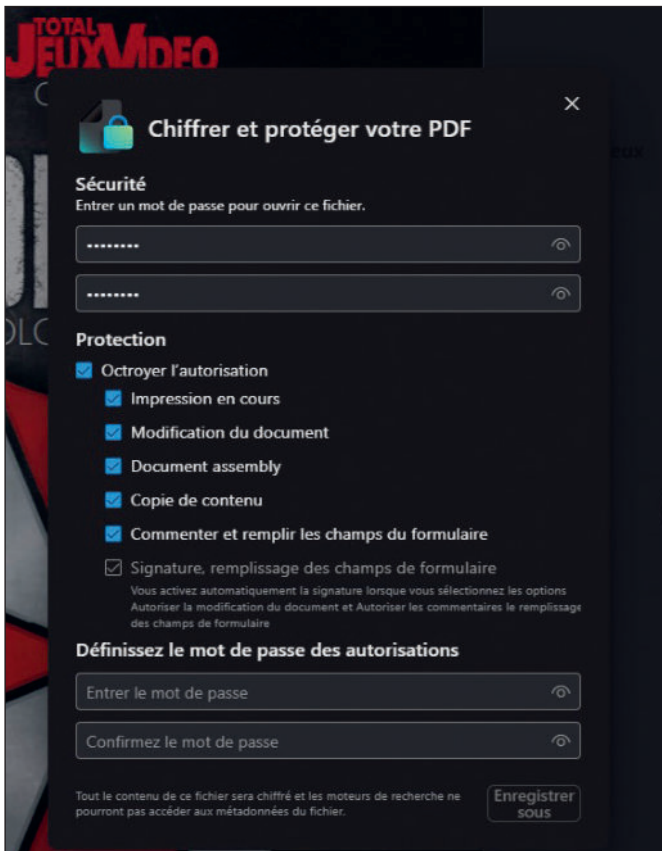 TOTAL
JEUXVIDEO
Chiffrer et protéger votre PDF
Sécurité
Entrer un mot de passe pour ouvrir ce fichier.
••••••••
••••••••
Protection
Octroyer l'autorisation
Impression en cours
Modification du document
Document assembly
Copie de contenu
Commenter et remplir les champs du formulaire
Signature, remplissage des champs de formulaire
Vous activez automatiquement la signature lorsque vous sélectionnez les options
Autoriser la modification du document et Autoriser les commentaires le remplissage
des champs de formulaire
Définissez le mot de passe des autorisations
Entrer le mot de passe
Confirmez le mot de passe
Tout le contenu de ce fichier sera chiffré et les moteurs de recherche ne
pourront pas accéder aux métadonnées du fichier.
Enregistrer
sous